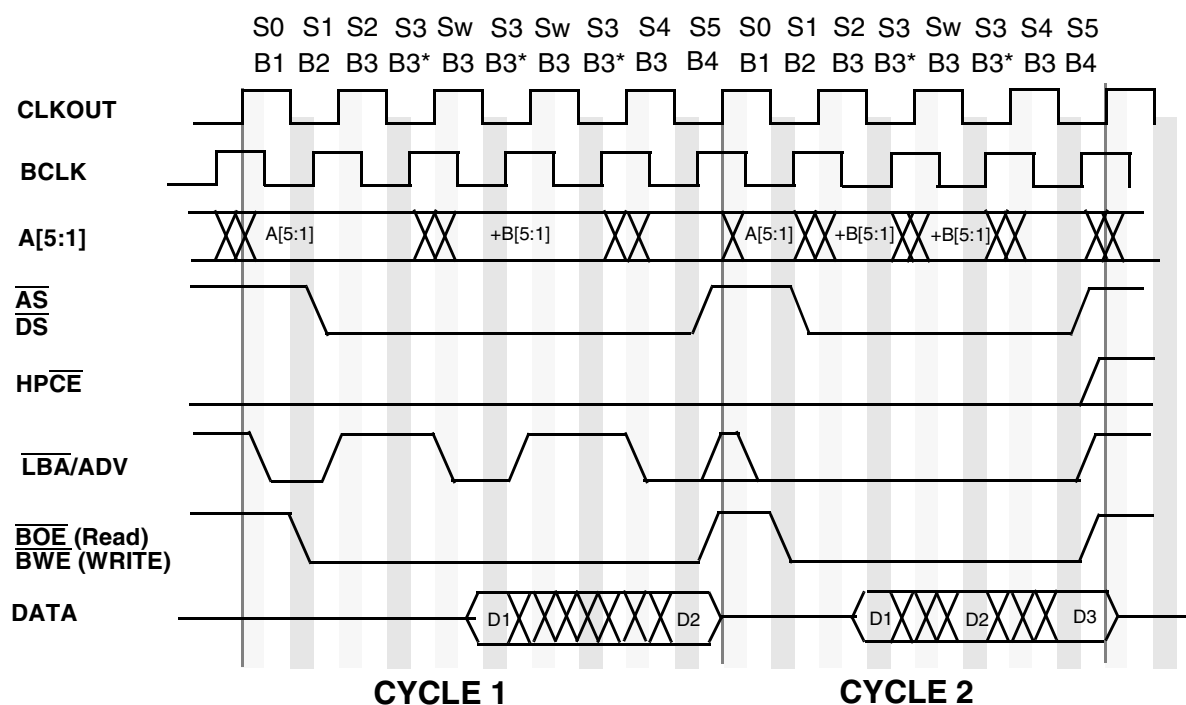 S0 S1 S2 S3 Sw S3 Sw S3 S4 S5 S0 S1 S2 S3 Sw S3 S4 S5
B1 B2 B3 B3* B3 B3* B3 B3* B3 B4 B1 B2 B3 B3* B3 B3* B3 B4
CLKOUT
BCLK
A[5:1] A[5:1] +B[5:1] A[5:1] +B[5:1] +B[5:1]
AS
DS
HPCE
LBA/ADV
BOE (Read)
BWE (WRITE)
DATA D1 D2 D1 D2 D3
CYCLE 1 CYCLE 2